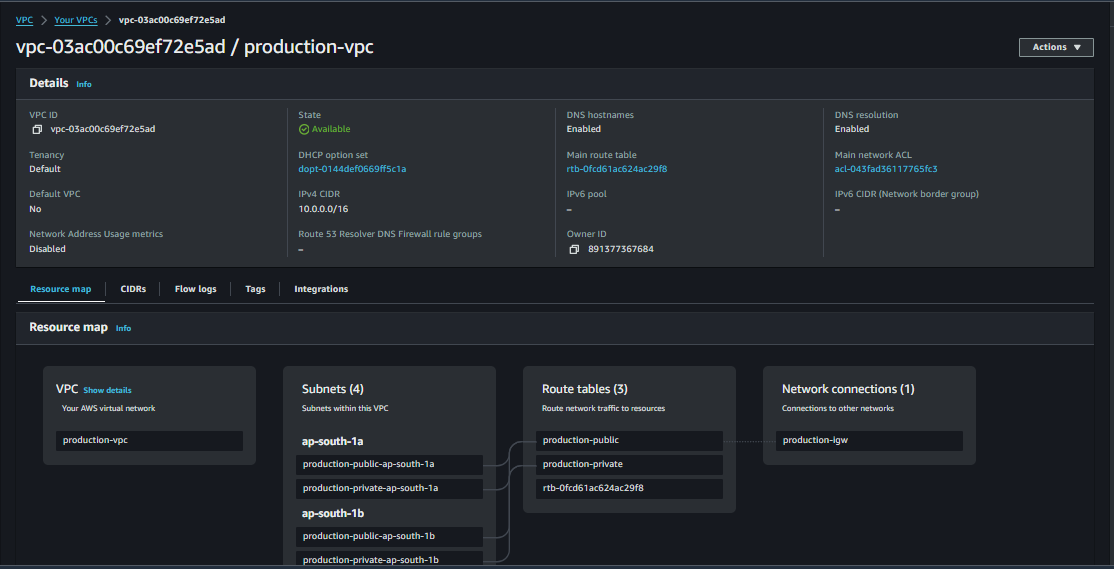 VPC > Your VPCs > vpc-03ac00c69ef72e5ad
vpc-03ac00c69ef72e5ad / production-vpc
Actions ▼
Details Info
VPC ID
vpc-03ac00c69ef72e5ad
State
Available
DNS hostnames
Enabled
DNS resolution
Enabled
Tenancy
Default
DHCP option set
dopt-0144def0669ff5c1a
Main route table
rtb-0fcd61ac624ac29f8
Main network ACL
acl-043fad36117765fc3
Default VPC
No
IPv4 CIDR
10.0.0.0/16
IPv6 pool
–
IPv6 CIDR (Network border group)
–
Network Address Usage metrics
Disabled
Route 53 Resolver DNS Firewall rule groups
–
Owner ID
891377367684
Resource map
CIDRs
Flow logs
Tags
Integrations
Resource map Info
VPC Show details
Your AWS virtual network
production-vpc
Subnets (4)
Subnets within this VPC
ap-south-1a
production-public-ap-south-1a
production-private-ap-south-1a
ap-south-1b
production-public-ap-south-1b
production-private-ap-south-1b
Route tables (3)
Route network traffic to resources
production-public
production-private
rtb-0fcd61ac624ac29f8
Network connections (1)
Connections to other networks
production-igw